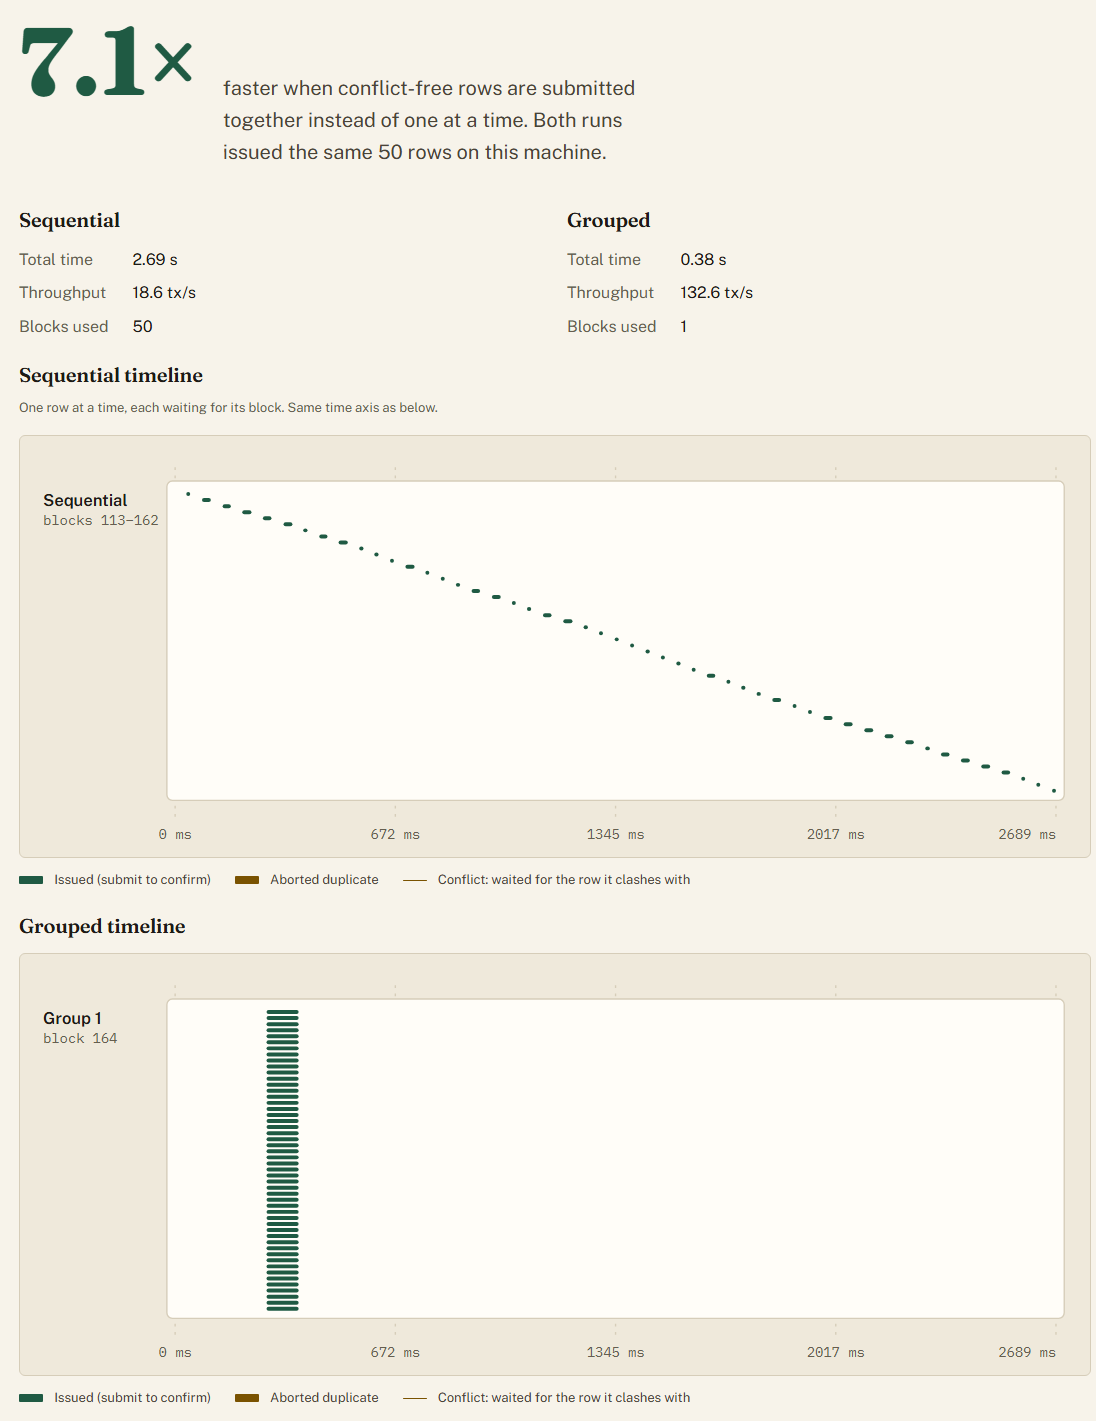 7.1×
faster when conflict-free rows are submitted
together instead of one at a time. Both runs
issued the same 50 rows on this machine.
Sequential
Total time 2.69 s
Throughput 18.6 tx/s
Blocks used 50
Grouped
Total time 0.38 s
Throughput 132.6 tx/s
Blocks used 1
Sequential timeline
One row at a time, each waiting for its block. Same time axis as below.
Sequential
blocks 113–162
0 ms 672 ms 1345 ms 2017 ms 2689 ms
Issued (submit to confirm) Aborted duplicate Conflict: waited for the row it clashes with
Grouped timeline
Group 1
block 164
0 ms 672 ms 1345 ms 2017 ms 2689 ms
Issued (submit to confirm) Aborted duplicate Conflict: waited for the row it clashes with